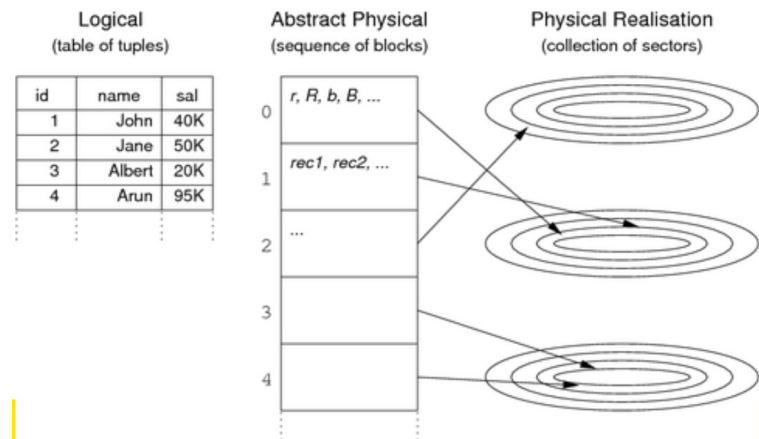 Logical
(table of tuples)
id name sal
1 John 40K
2 Jane 50K
3 Albert 20K
4 Arun 95K
Abstract Physical
(sequence of blocks)
0 r, R, b, B, ...
1 rec1, rec2, ...
2 ...
3
4
Physical Realisation
(collection of sectors)